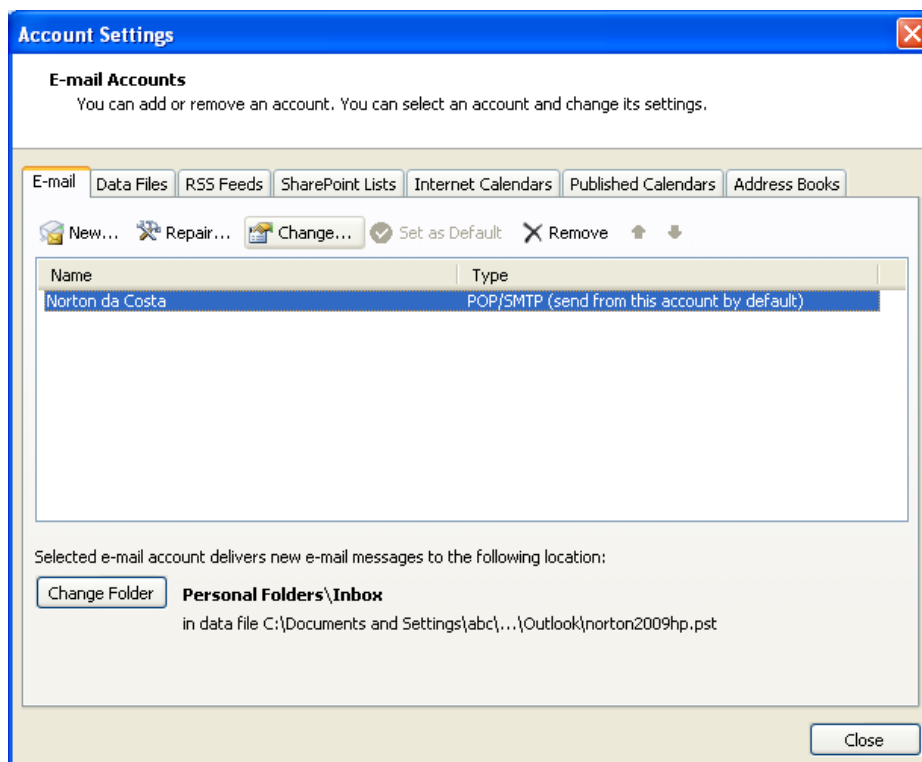 Account Settings
E-mail Accounts
You can add or remove an account. You can select an account and change its settings.
E-mail Data Files RSS Feeds SharePoint Lists Internet Calendars Published Calendars Address Books
New... Repair... Change... Set as Default Remove
Name Type
Norton da Costa POP/SMTP (send from this account by default)
Selected e-mail account delivers new e-mail messages to the following location:
Change Folder Personal Folders\Inbox
in data file C:\Documents and Settings\abc\...\Outlook\norton2009hp.pst
Close